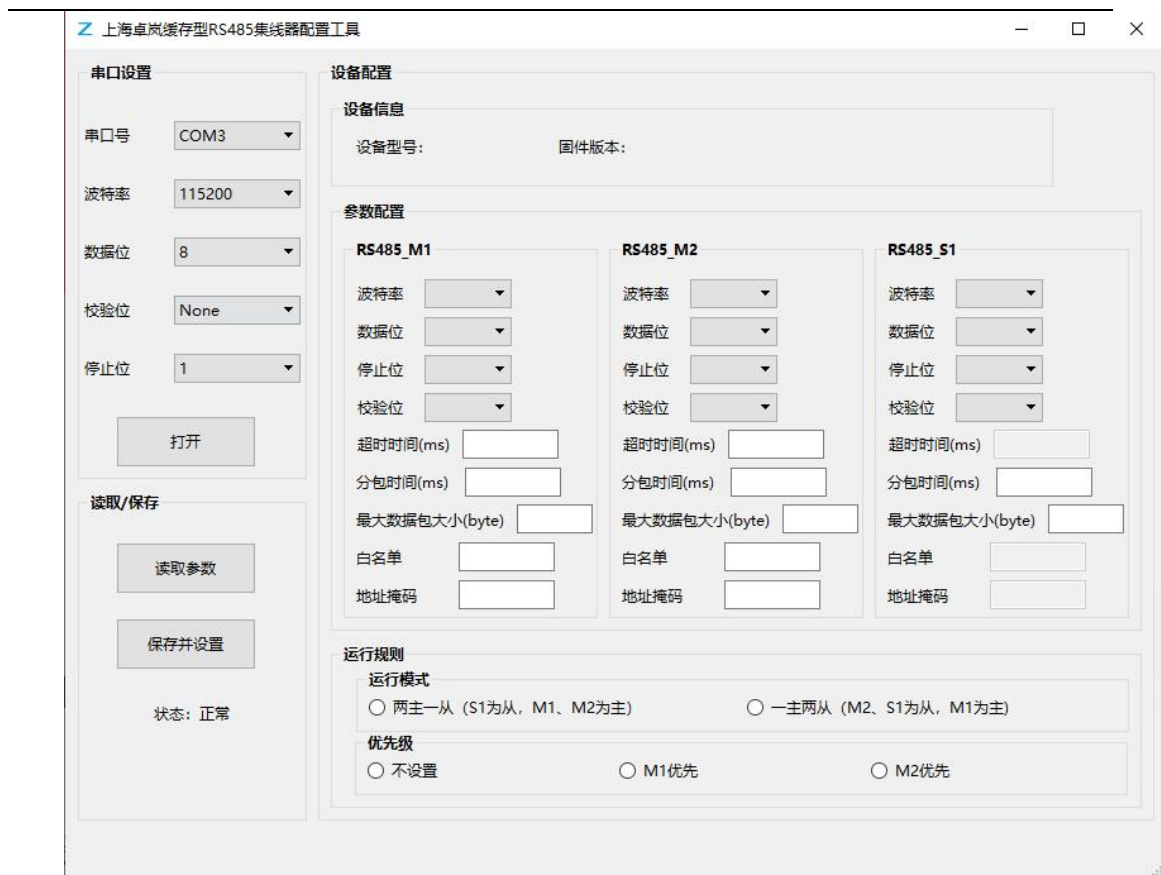 上海卓岚缓存型RS485集线器配置工具
串口设置
串口号 COM3
波特率 115200
数据位 8
校验位 None
停止位 1
打开
读取/保存
读取参数
保存并设置
状态：正常
设备配置
设备信息
设备型号： 固件版本：
参数配置
RS485_M1
波特率
数据位
停止位
校验位
超时时间(ms)
分包时间(ms)
最大数据包大小(byte)
白名单
地址掩码
RS485_M2
波特率
数据位
停止位
校验位
超时时间(ms)
分包时间(ms)
最大数据包大小(byte)
白名单
地址掩码
RS485_S1
波特率
数据位
停止位
校验位
超时时间(ms)
分包时间(ms)
最大数据包大小(byte)
白名单
地址掩码
运行规则
运行模式
两主一从（S1为从，M1、M2为主） 一主两从（M2、S1为从，M1为主）
优先级
不设置 M1优先 M2优先